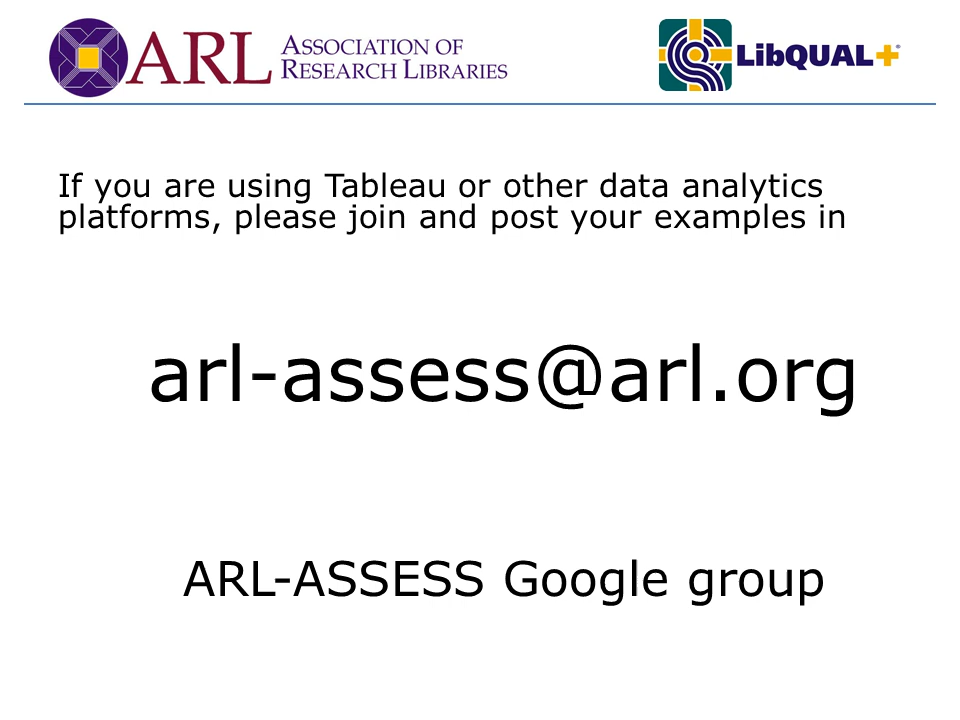 ARL ASSOCIATION OF
RESEARCH LIBRARIES
LibQUAL+®
If you are using Tableau or other data analytics
platforms, please join and post your examples in
arl-assess@arl.org
ARL-ASSESS Google group